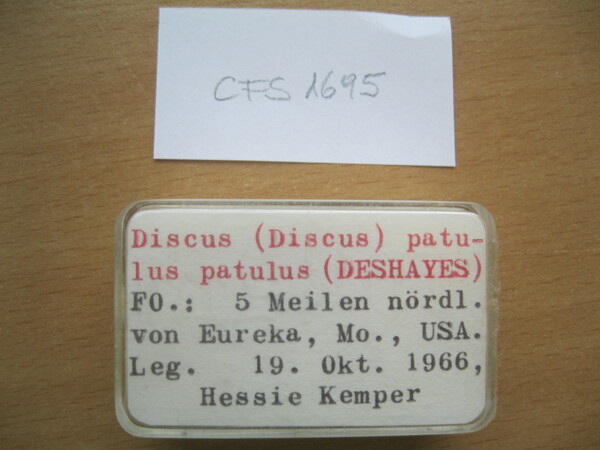 CFS 1695
Discus (Discus) patu-
lus patulus (DESHAYES)
FO.: 5 Meilen nördl.
von Eureka, Mo., USA.
Leg. 19. Okt. 1966,
Hessie Kemper